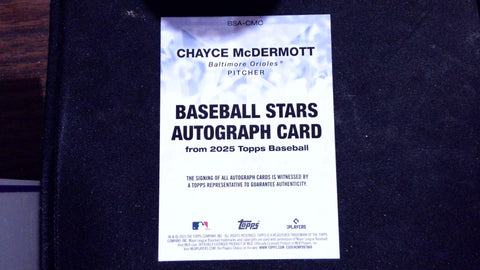 BSA-CMC
CHAYCE McDERMOTT
Baltimore Orioles®
PITCHER
BASEBALL STARS
AUTOGRAPH CARD
from 2025 Topps Baseball
THE SIGNING OF ALL AUTOGRAPH CARDS IS WITNESSED BY
A TOPPS REPRESENTATIVE TO GUARANTEE AUTHENTICITY.
Topps
PLAYERS